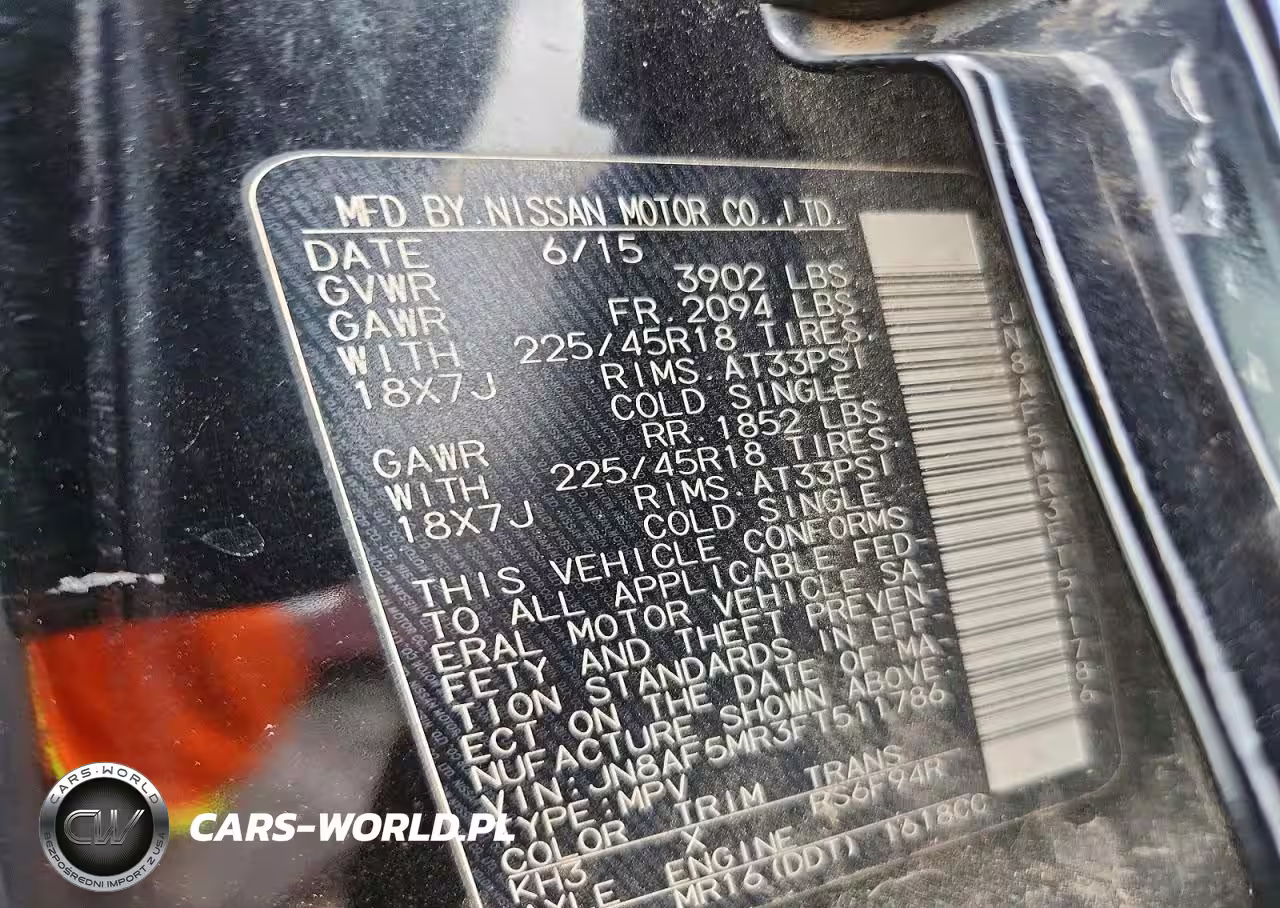 MFD BY NISSAN MOTOR CO.,LTD.
DATE 6/15
GVWR 3902 LBS.
GAWR FR.2094 LBS.
WITH 225/45R18 TIRES.
18X7J RIMS.AT33PSI
COLD SINGLE
GAWR RR.1852 LBS.
WITH 225/45R18 TIRES.
18X7J RIMS.AT33PSI
COLD SINGLE
THIS VEHICLE CONFORMS
TO ALL APPLICABLE FED-
ERAL MOTOR VEHICLE SA-
FETY AND THEFT PREVEN-
TION STANDARDS IN EFF-
ECT ON THE DATE OF MA-
NUFACTURE SHOWN ABOVE.
VIN:JN8AF5MR3FT511786
TYPE:MPV
COLOR TRIM TRANS
KH3 X RS6F94R
ENGINE
MR16(DDT) 1618CC
JN8AF5MR3FT511786
CARS-WORLD
CW
BEZPOŚREDNI IMPORT Z USA
CARS-WORLD.PL